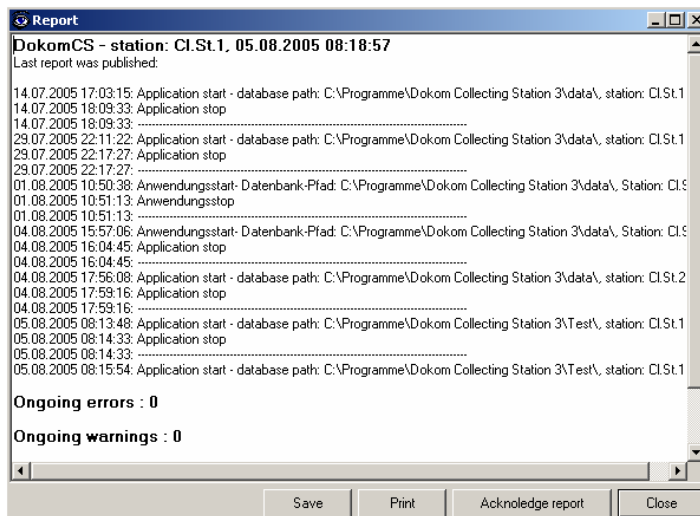 Report
DokomCS - station: Cl.St.1, 05.08.2005 08:18:57
Last report was published:
14.07.2005 17:03:15: Application start - database path: C:\Programme\Dokom Collecting Station 3\data\, station: Cl.St.1
14.07.2005 18:09:33: Application stop
14.07.2005 18:09:33: --------------------------------------------------------------------------------
29.07.2005 22:11:22: Application start - database path: C:\Programme\Dokom Collecting Station 3\data\, station: Cl.St.1
29.07.2005 22:17:27: Application stop
29.07.2005 22:17:27: --------------------------------------------------------------------------------
01.08.2005 10:50:38: Anwendungsstart- Datenbank-Pfad: C:\Programme\Dokom Collecting Station 3\data\, Station: Cl.S
01.08.2005 10:51:13: Anwendungsstop
01.08.2005 10:51:13: --------------------------------------------------------------------------------
04.08.2005 15:57:06: Anwendungsstart- Datenbank-Pfad: C:\Programme\Dokom Collecting Station 3\data\, Station: Cl.S
04.08.2005 16:04:45: Application stop
04.08.2005 16:04:45: --------------------------------------------------------------------------------
04.08.2005 17:56:08: Application start - database path: C:\Programme\Dokom Collecting Station 3\data\, station: Cl.St.2
04.08.2005 17:59:16: Application stop
04.08.2005 17:59:16: --------------------------------------------------------------------------------
05.08.2005 08:13:48: Application start - database path: C:\Programme\Dokom Collecting Station 3\Test\, station: Cl.St.1
05.08.2005 08:14:33: Application stop
05.08.2005 08:14:33: --------------------------------------------------------------------------------
05.08.2005 08:15:54: Application start - database path: C:\Programme\Dokom Collecting Station 3\Test\, station: Cl.St.1
Ongoing errors : 0
Ongoing warnings : 0
Save Print Acknoledge report Close